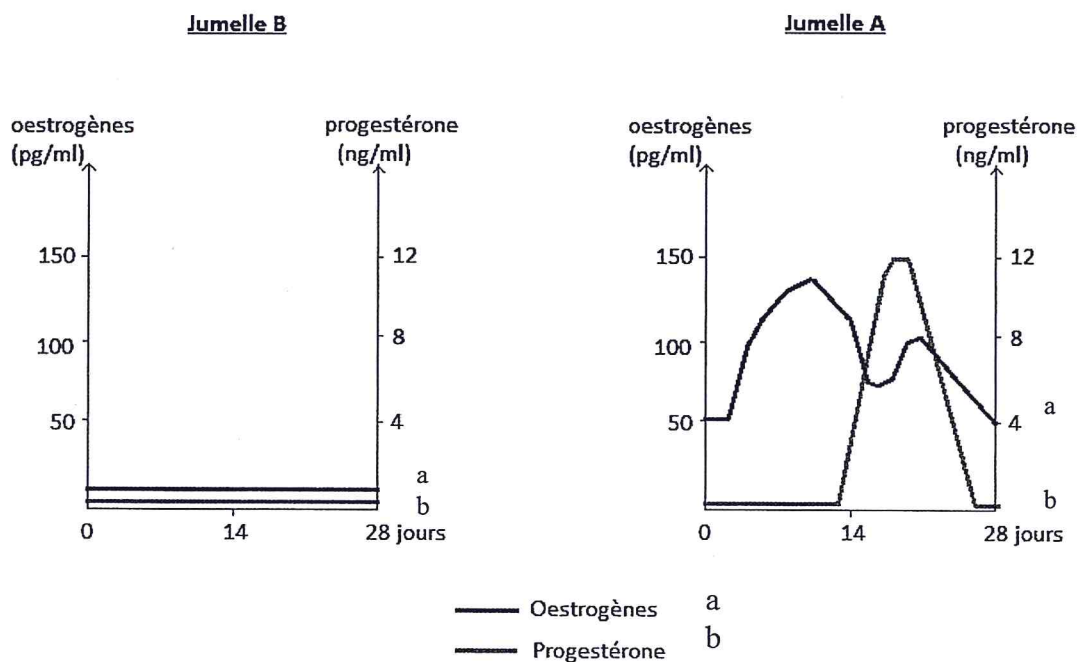 Jumelle B
Jumelle A
oestrogènes
(pg/ml)
progestérone
(ng/ml)
150
100
50
12
8
4
a
b
0
14
28 jours
oestrogènes
(pg/ml)
progestérone
(ng/ml)
150
100
50
12
8
4
a
b
0
14
28 jours
Oestrogènes a
Progestérone b